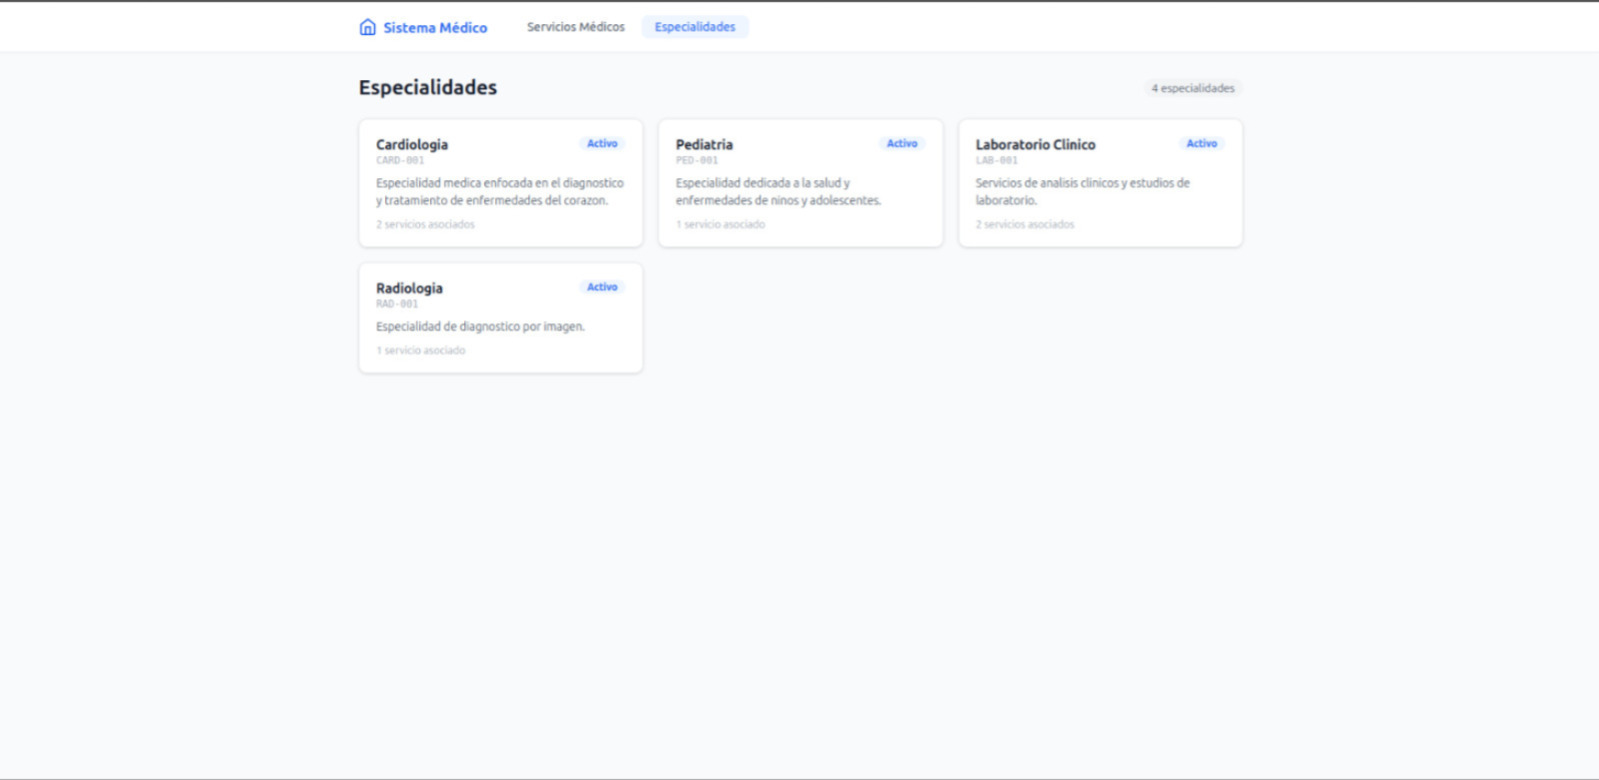 Sistema Médico
Servicios Médicos
Especialidades
Especialidades
4 especialidades
Cardiologia
Activo
CARD-001
Especialidad medica enfocada en el diagnostico
y tratamiento de enfermedades del corazon.
2 servicios asociados
Pediatria
Activo
PED-001
Especialidad dedicada a la salud y
enfermedades de ninos y adolescentes.
1 servicio asociado
Laboratorio Clinico
Activo
LAB-001
Servicios de analisis clinicos y estudios de
laboratorio.
2 servicios asociados
Radiologia
Activo
RAD-001
Especialidad de diagnostico por imagen.
1 servicio asociado